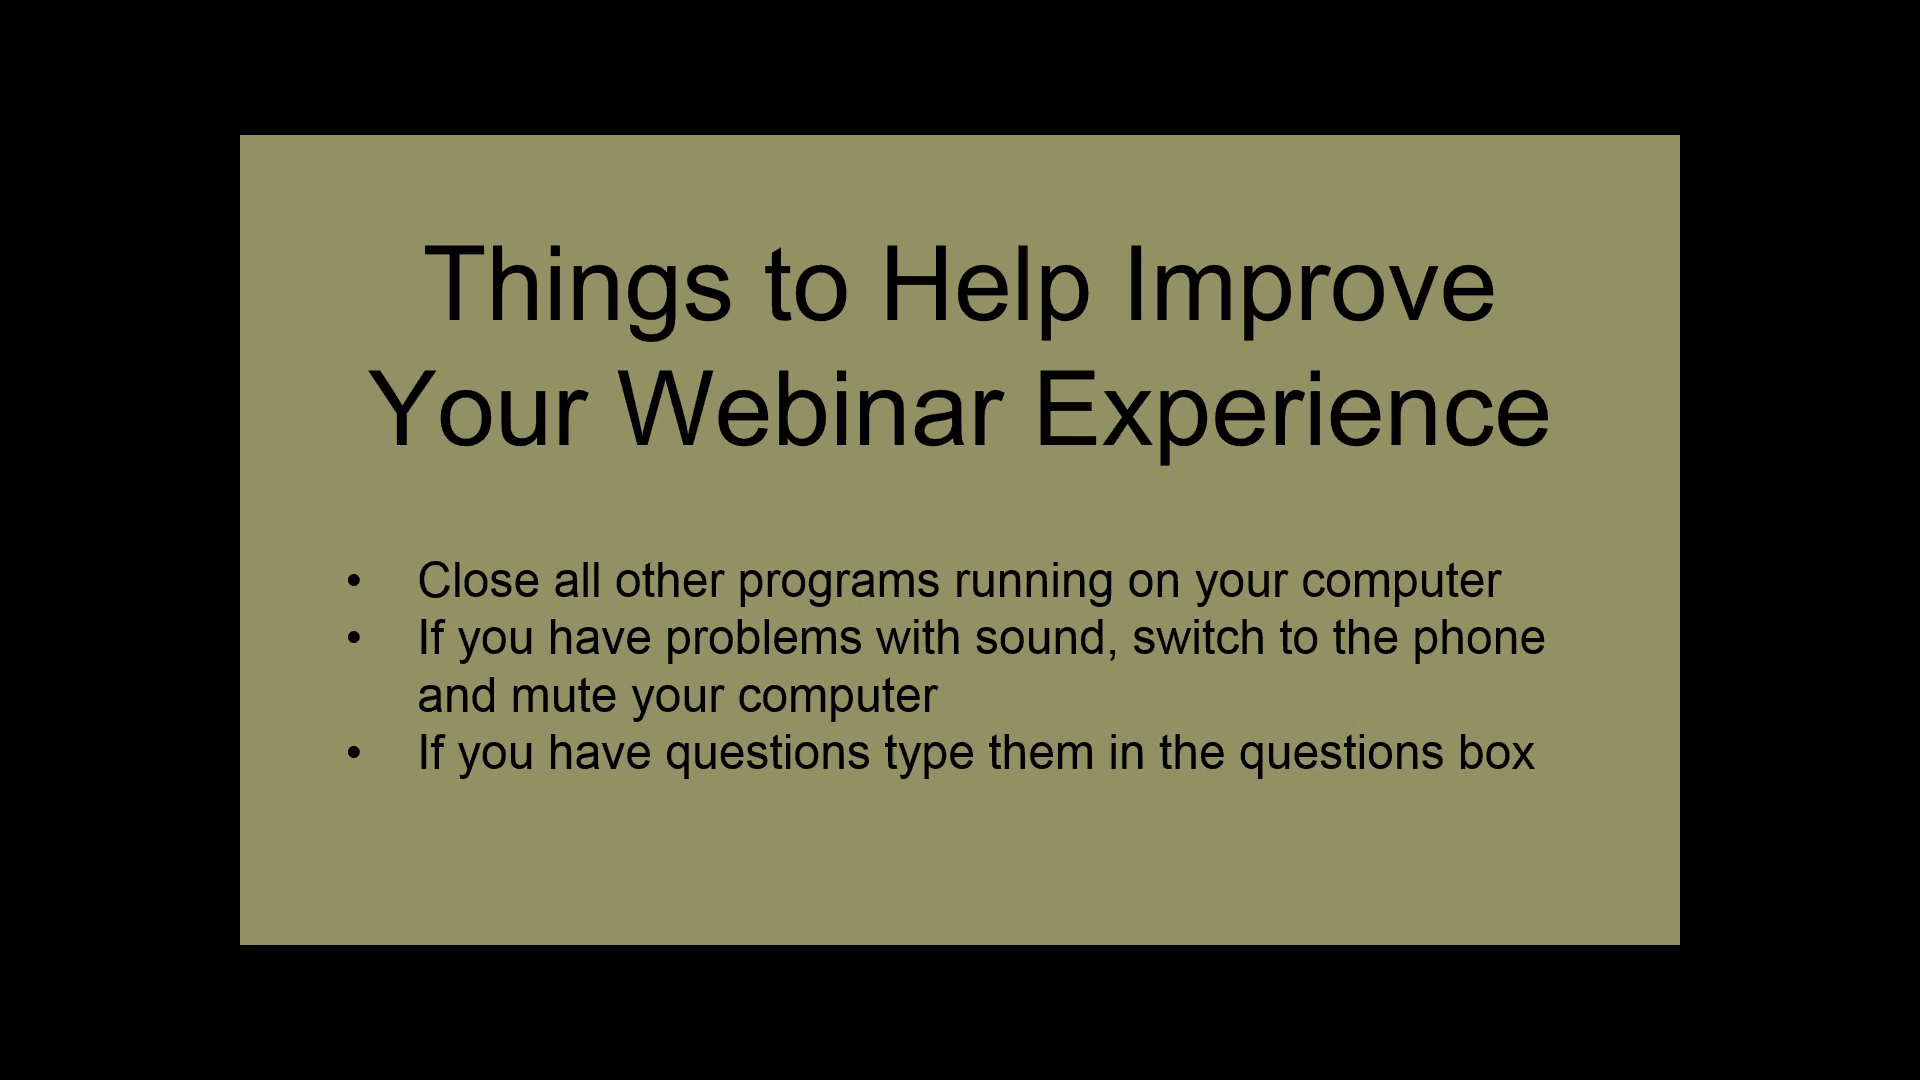 Things to Help Improve
Your Webinar Experience
• Close all other programs running on your computer
• If you have problems with sound, switch to the phone
and mute your computer
• If you have questions type them in the questions box